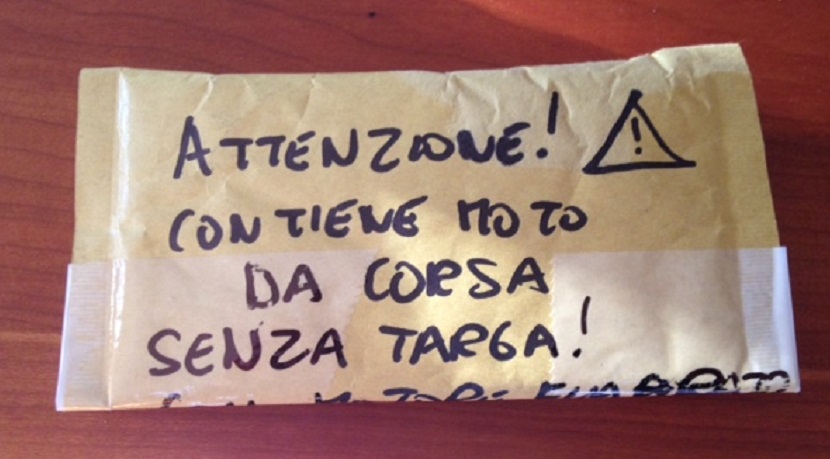 ATTENZIONE!
CONTIENE MOTO
DA CORSA
SENZA TARGA!